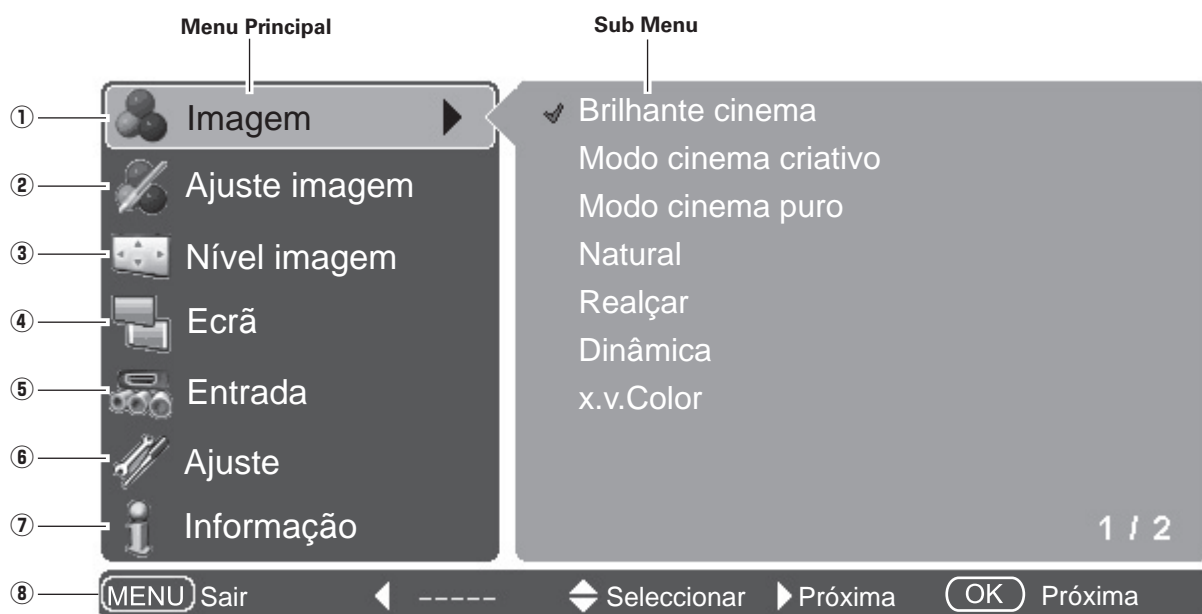 Menu Principal
Sub Menu
① Imagem
② Ajuste imagem
③ Nível imagem
④ Ecrã
⑤ Entrada
⑥ Ajuste
⑦ Informação
Brilhante cinema
Modo cinema criativo
Modo cinema puro
Natural
Realçar
Dinâmica
x.v.Color
1 / 2
⑧ MENU Sair ----- Seleccionar Próxima OK Próxima